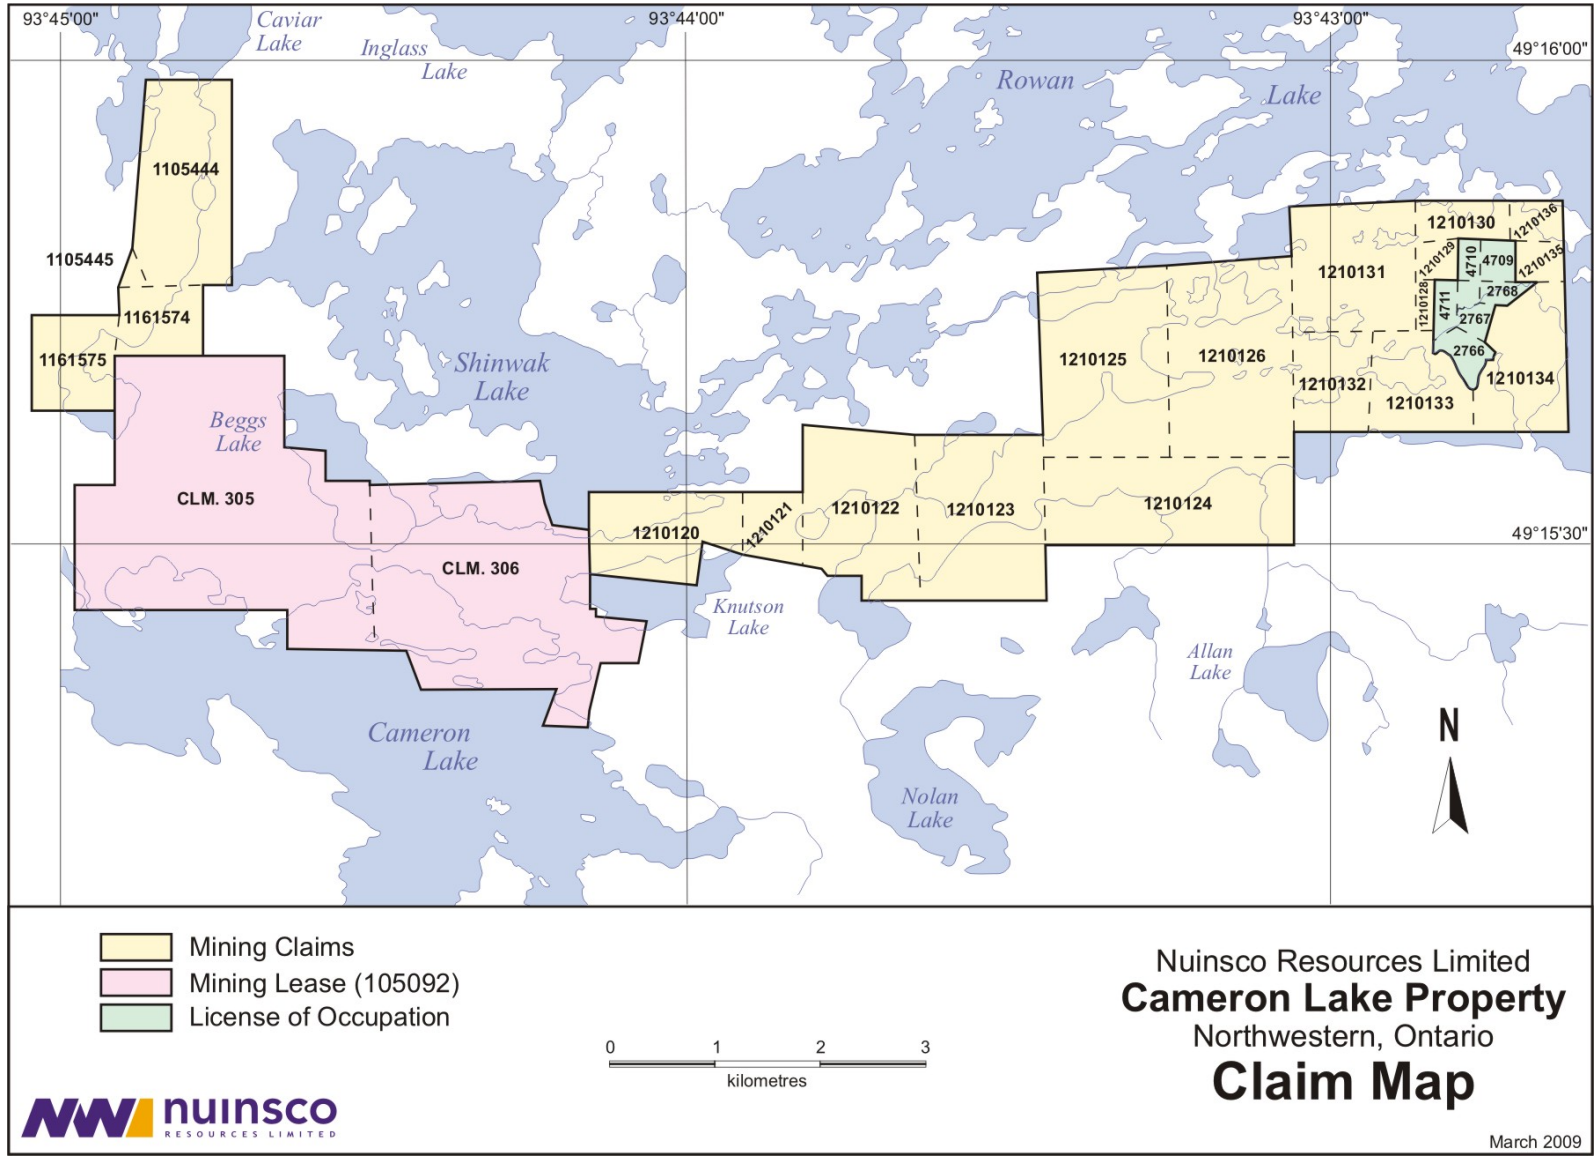 93°45'00"
93°44'00"
93°43'00"
49°16'00"
49°15'30"
Caviar
Lake
Inglass
Lake
Rowan
Lake
Shinwak
Lake
Beggs
Lake
Knutson
Lake
Cameron
Lake
Nolan
Lake
Allan
Lake
1105444
1105445
1161574
1161575
CLM. 305
CLM. 306
1210120
1210121
1210122
1210123
1210124
1210125
1210126
1210131
1210130
1210136
1210129
4710
4709
1210135
1210128
4711
2768
2767
2766
1210132
1210133
1210134
N
Mining Claims
Mining Lease (105092)
License of Occupation
0 1 2 3
kilometres
Nuinsco Resources Limited
Cameron Lake Property
Northwestern, Ontario
Claim Map
March 2009
NW nuinsco
RESOURCES LIMITED